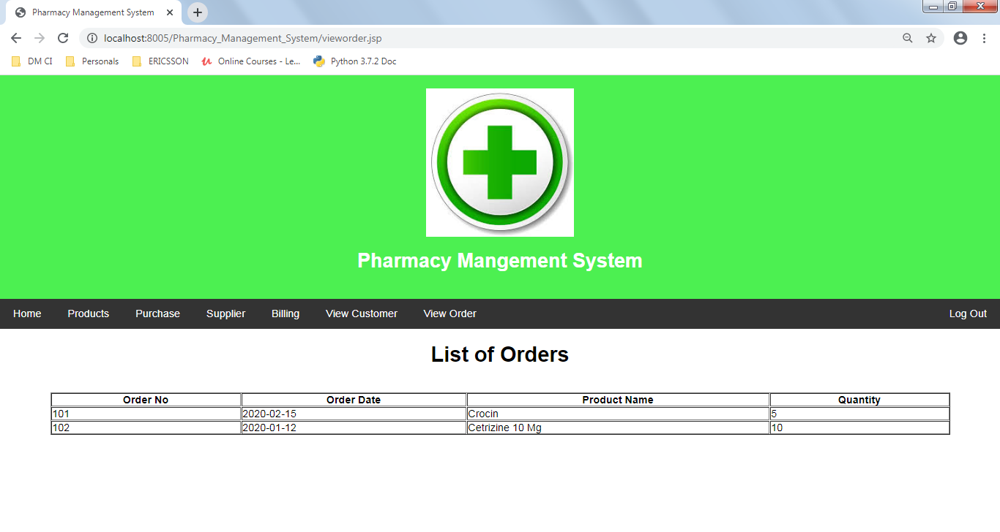 Pharmacy Management System
localhost:8005/Pharmacy_Management_System/vieworder.jsp
DM CI Personals ERICSSON Online Courses - Le... Python 3.7.2 Doc
Pharmacy Mangement System
Home Products Purchase Supplier Billing View Customer View Order Log Out
List of Orders
Order No Order Date Product Name Quantity
101 2020-02-15 Crocin 5
102 2020-01-12 Cetrizine 10 Mg 10